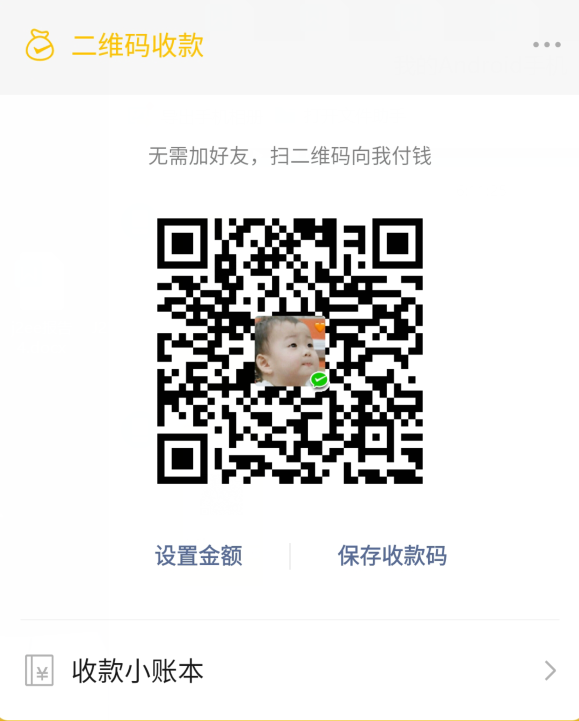 二维码收款
无需加好友，扫二维码向我付钱
设置金额
保存收款码
收款小账本